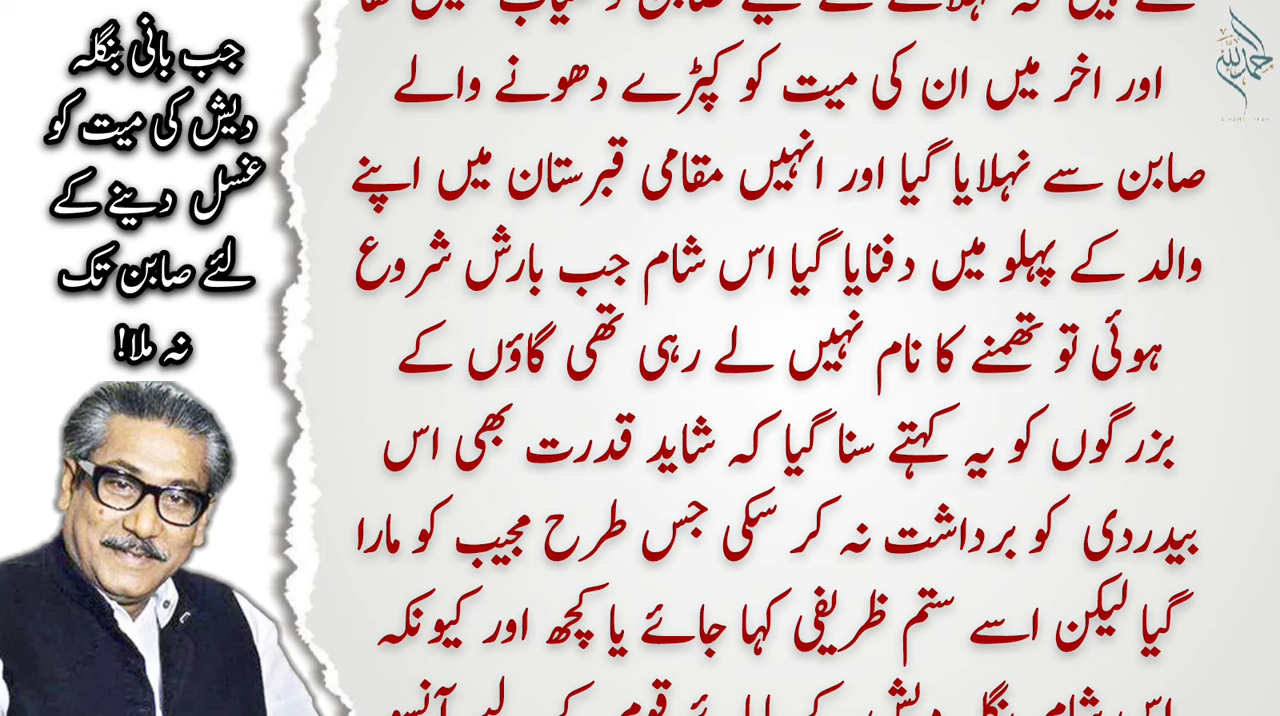 جب بانی بنگلہ
دیش کی میت کو
غسل دینے کے
لئے صابن تک
نہ ملا!
اور اخر میں ان کی میت کو کپڑے دھونے والے
صابن سے نہلایا گیا اور انہیں مقامی قبرستان میں اپنے
والد کے پہلو میں دفنایا گیا اس شام جب بارش شروع
ہوئی تو تھمنے کا نام نہیں لے رہی تھی گاؤں کے
بزرگوں کو یہ کہتے سنا گیا کہ شاید قدرت بھی اس
بیدردی کو برداشت نہ کر سکی جس طرح مجیب کو مارا
گیا لیکن اسے ستم ظریفی کہا جائے یا کچھ اور کیونکہ